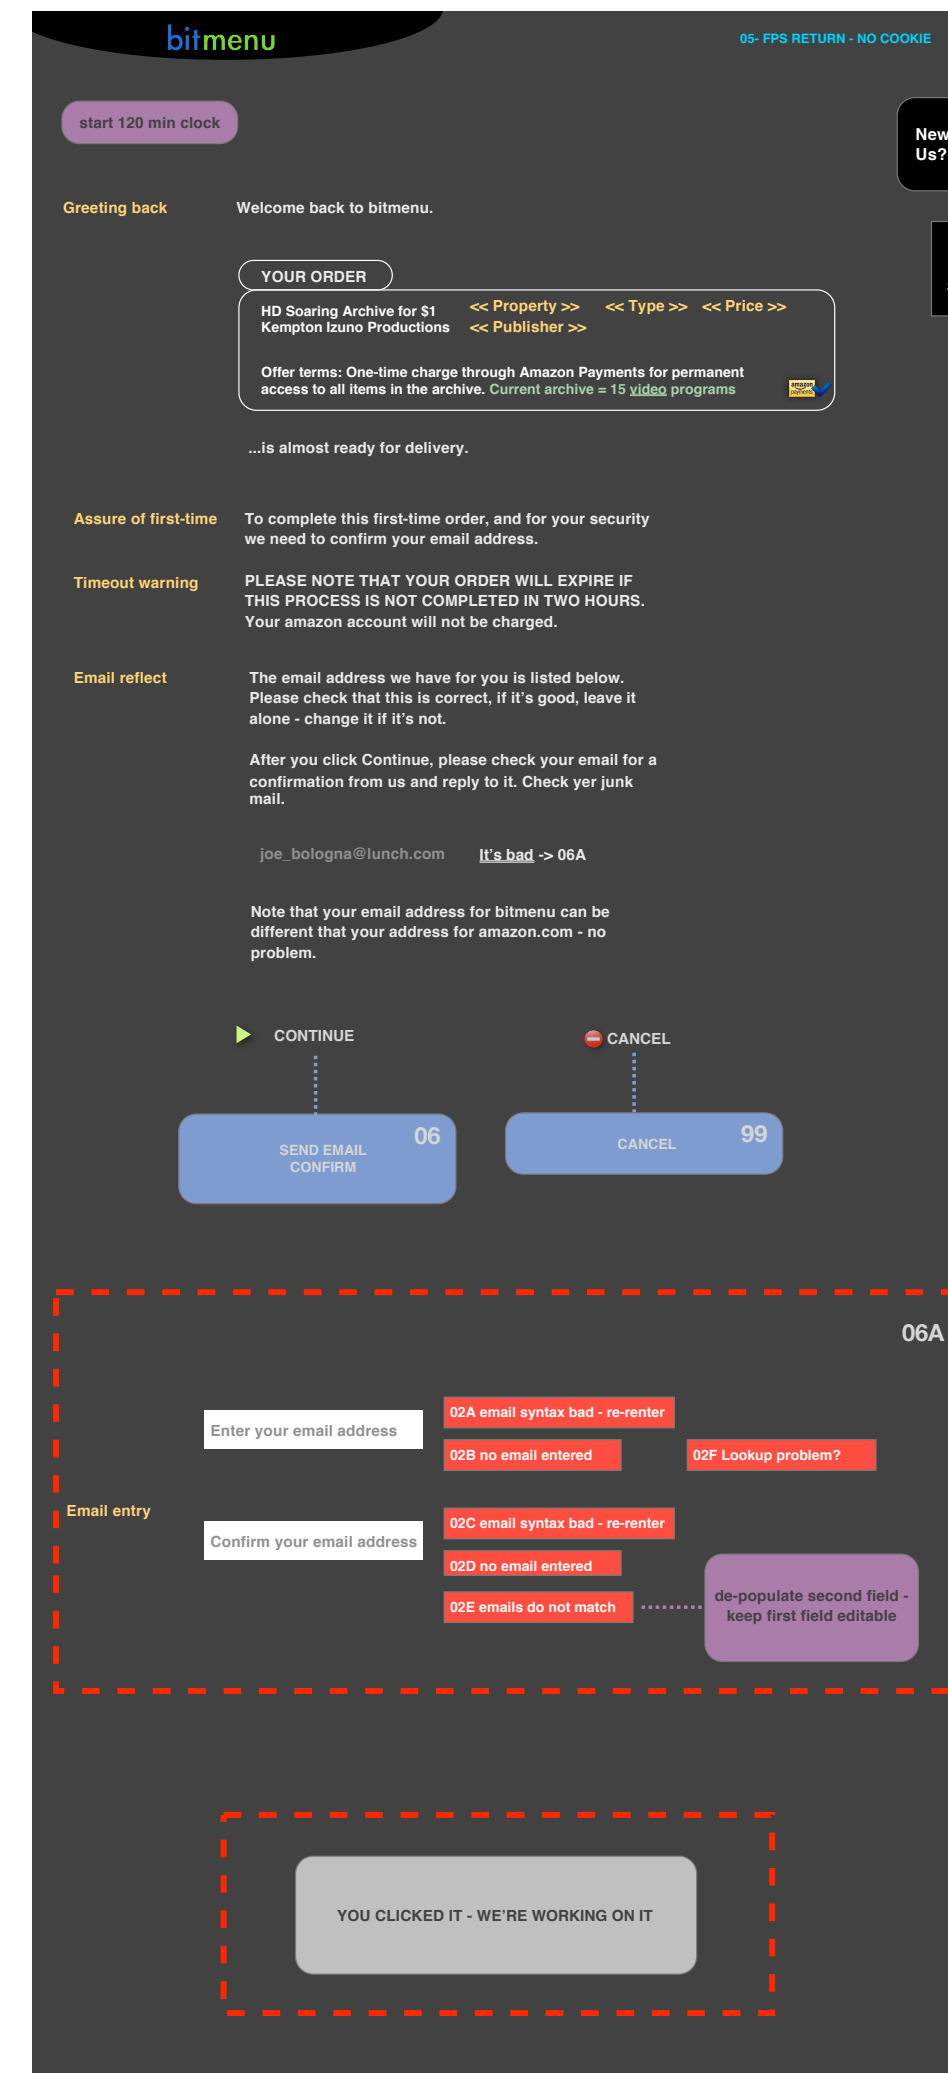 bitmenu
05- FPS RETURN - NO COOKIE
start 120 min clock
New
Us?
Greeting back
Welcome back to bitmenu.
YOUR ORDER
HD Soaring Archive for $1
<< Property >> << Type >> << Price >>
Kempton Izuno Productions
<< Publisher >>
Offer terms: One-time charge through Amazon Payments for permanent
access to all items in the archive. Current archive = 15 video programs
amazon
payments
...is almost ready for delivery.
Assure of first-time
To complete this first-time order, and for your security
we need to confirm your email address.
Timeout warning
PLEASE NOTE THAT YOUR ORDER WILL EXPIRE IF
THIS PROCESS IS NOT COMPLETED IN TWO HOURS.
Your amazon account will not be charged.
Email reflect
The email address we have for you is listed below.
Please check that this is correct, if it's good, leave it
alone - change it if it's not.
After you click Continue, please check your email for a
confirmation from us and reply to it. Check yer junk
mail.
joe_bologna@lunch.com
It's bad -> 06A
Note that your email address for bitmenu can be
different that your address for amazon.com - no
problem.
CONTINUE
CANCEL
06
SEND EMAIL
CONFIRM
99
CANCEL
06A
Enter your email address
02A email syntax bad - re-renter
02B no email entered
02F Lookup problem?
Email entry
Confirm your email address
02C email syntax bad - re-renter
02D no email entered
02E emails do not match
de-populate second field -
keep first field editable
YOU CLICKED IT - WE'RE WORKING ON IT